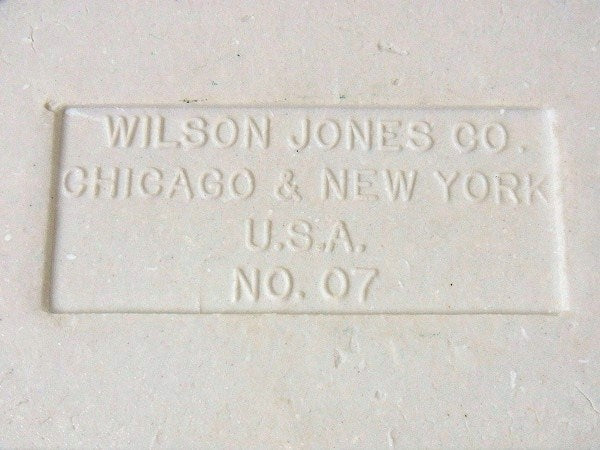 WILSON JONES CO.
CHICAGO & NEW YORK
U.S.A.
NO. 07